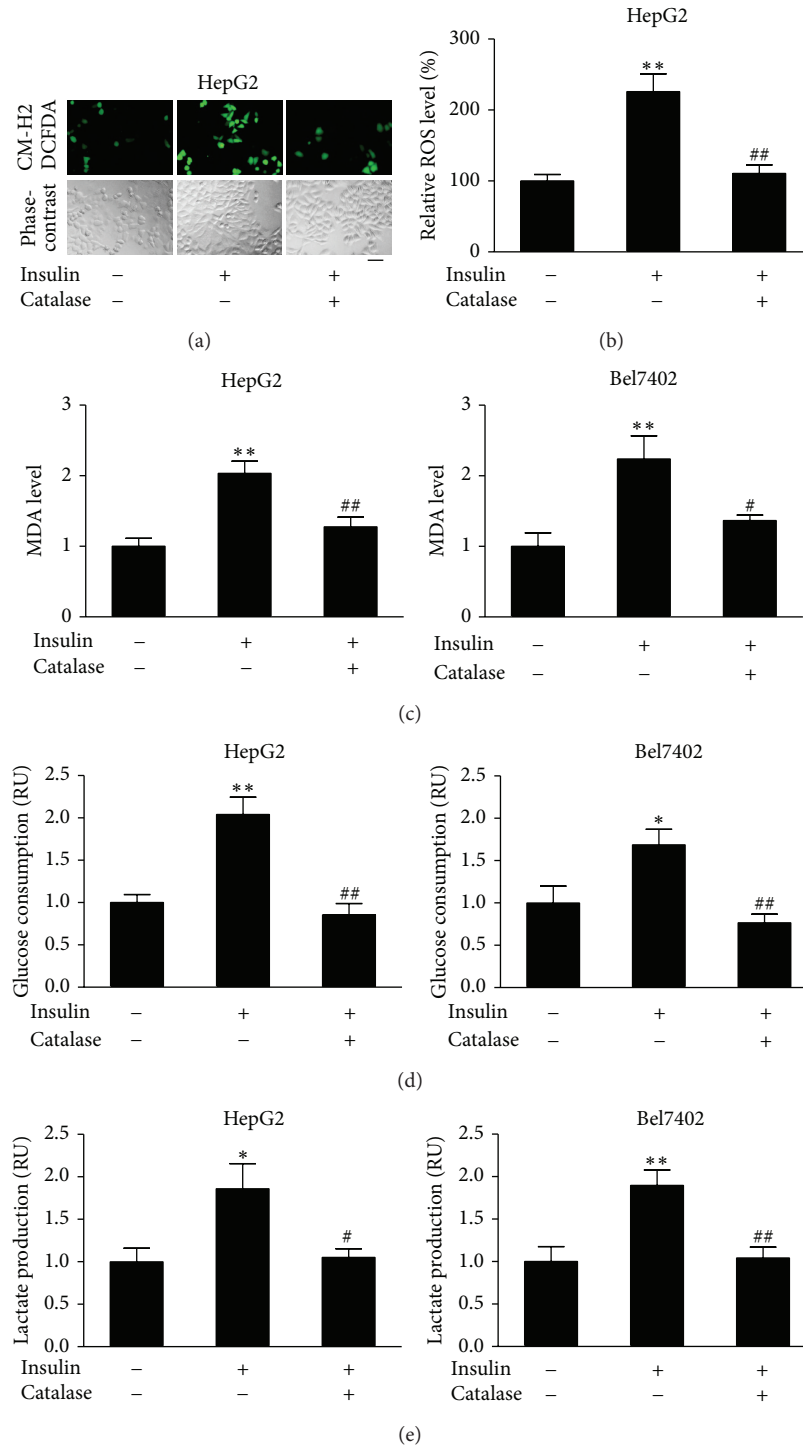 HepG2
CM-H2
DCFDA
Phase-
contrast
Insulin − + +
Catalase − − +
(a)
HepG2
Relative ROS level (%)
300
200
100
0
**
##
Insulin − + +
Catalase − − +
(b)
HepG2
MDA level
3
2
1
0
**
##
Insulin − + +
Catalase − − +
Bel7402
MDA level
3
2
1
0
**
#
Insulin − + +
Catalase − − +
(c)
HepG2
Glucose consumption (RU)
2.5
2.0
1.5
1.0
0.5
0.0
**
##
Insulin − + +
Catalase − − +
Bel7402
Glucose consumption (RU)
2.5
2.0
1.5
1.0
0.5
0.0
*
##
Insulin − + +
Catalase − − +
(d)
HepG2
Lactate production (RU)
2.5
2.0
1.5
1.0
0.5
0.0
*
#
Insulin − + +
Catalase − − +
Bel7402
Lactate production (RU)
2.5
2.0
1.5
1.0
0.5
0.0
**
##
Insulin − + +
Catalase − − +
(e)